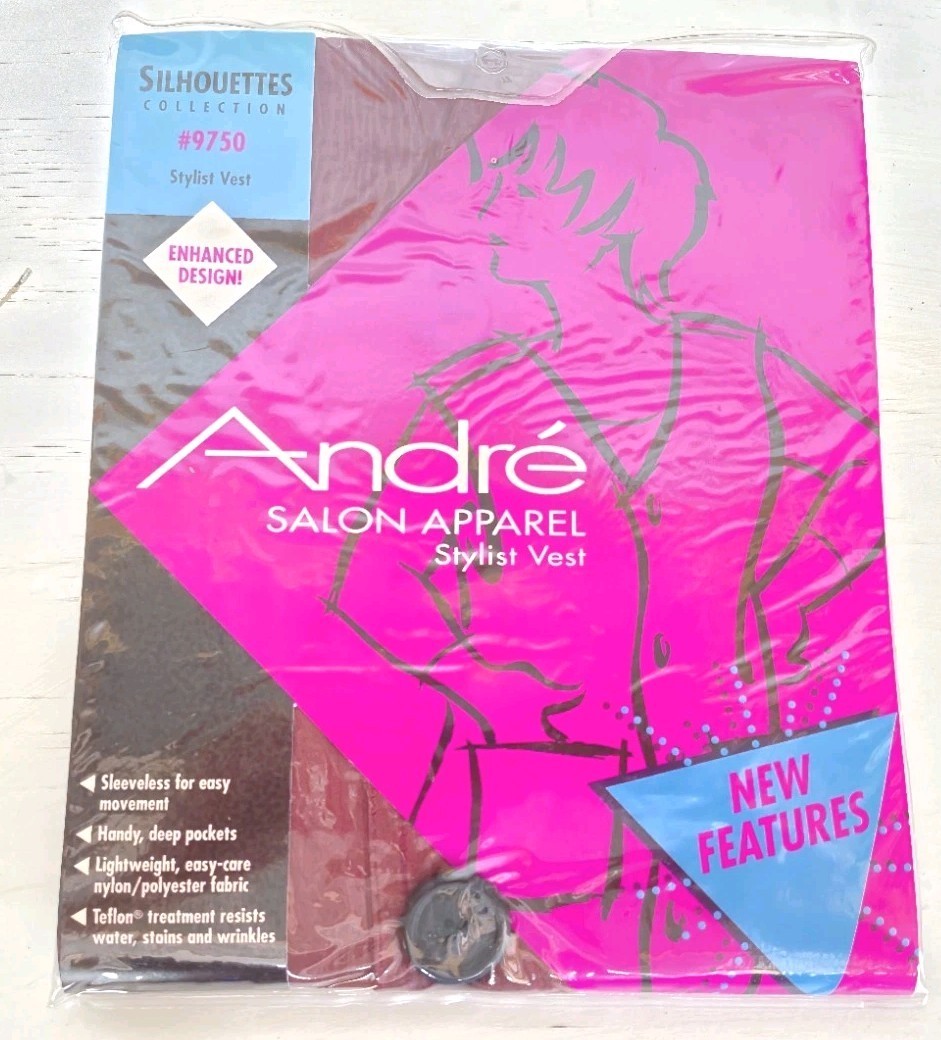 SILHOUETTES
COLLECTION
#9750
Stylist Vest
ENHANCED
DESIGN!
André
SALON APPAREL
Stylist Vest
Sleeveless for easy
movement
Handy, deep pockets
Lightweight, easy-care
nylon/polyester fabric
Teflon® treatment resists
water, stains and wrinkles
NEW
FEATURES